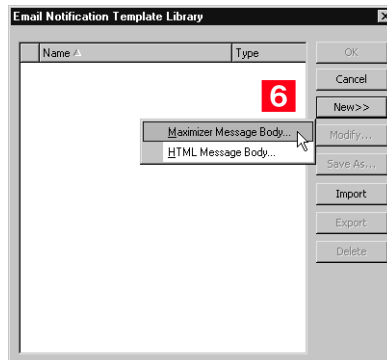 Email Notification Template Library
Name
Type
OK
Cancel
6
New>>
Maximizer Message Body...
Modify...
HTML Message Body...
Save As...
Import
Export
Delete